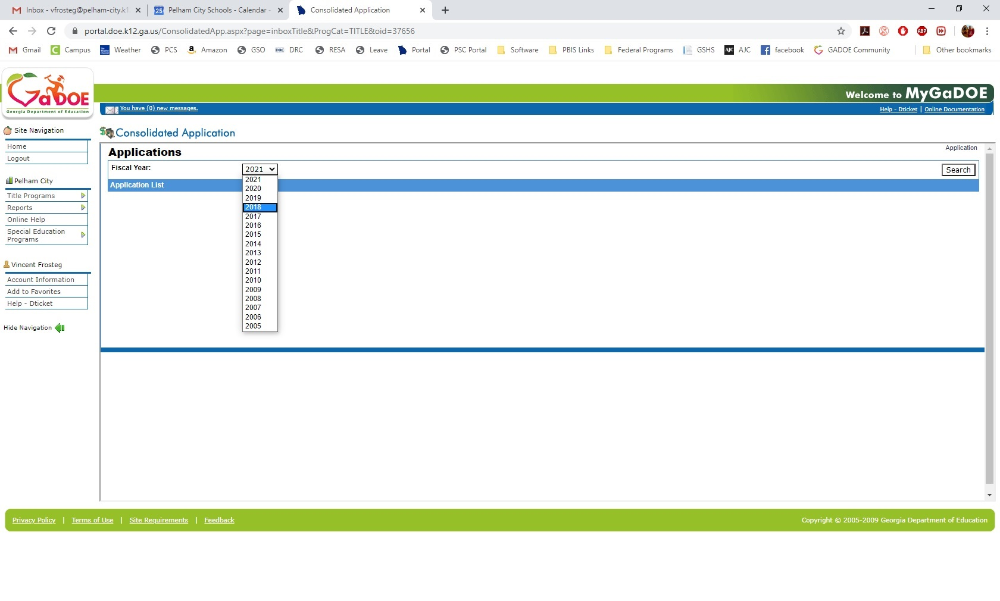 Inbox - vfrosteg@pelham-city.k1
Pelham City Schools - Calendar -
Consolidated Application
portal.doe.k12.ga.us/ConsolidatedApp.aspx?page=inboxTitle&ProgCat=TITLE&oid=37656
ABP
Gmail Campus Weather PCS Amazon GSO DRC DRC RESA Leave Portal PSC Portal Software PBIS Links Federal Programs GSHS AJC AJC facebook GADOE Community Other bookmarks
GaDOE
Georgia Department of Education
Welcome to MyGaDOE
You have (0) new messages.
Help - Dticket | Online Documentation
Site Navigation
Home
Logout
Pelham City
Title Programs
Reports
Online Help
Special Education
Programs
Vincent Frosteg
Account Information
Add to Favorites
Help - Dticket
Hide Navigation
Consolidated Application
Applications
Application
Fiscal Year:
2021
Search
Application List
2021
2020
2019
2018
2017
2016
2015
2014
2013
2012
2011
2010
2009
2008
2007
2006
2005
Privacy Policy | Terms of Use | Site Requirements | Feedback
Copyright © 2005-2009 Georgia Department of Education